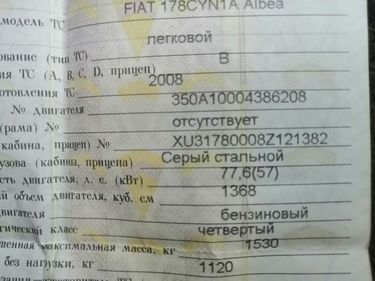 FIAT 178CYN1A Albea
модель ТС
легковой
ование (тип ТС)
B
ия ТС (A, B, C, D, прицеп)
2008
отовления ТС
350A10004386208
№ двигателя
отсутствует
(рама) №
XU31780008Z121382
кабина, прицеп) №
Серый стальной
узова (кабины, прицепа)
77,6(57)
сть двигателя, л. с. (кВт)
1368
й объем двигателя, куб. см
бензиновый
двигателя
четвертый
гический класс
1530
шенная максимальная масса, кг
1120
без нагрузки, кг